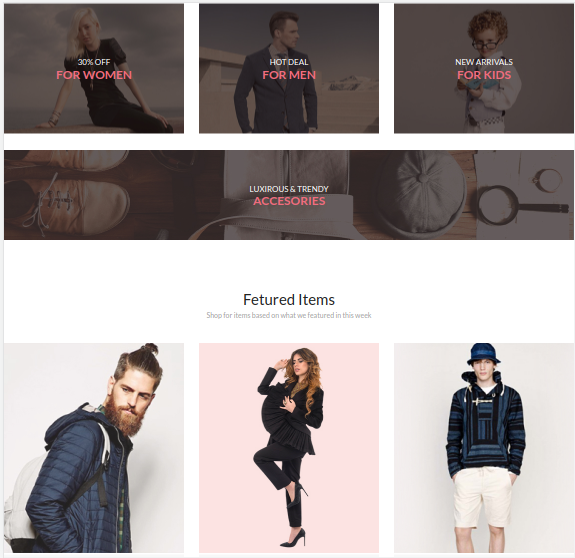 30% OFF
FOR WOMEN
HOT DEAL
FOR MEN
NEW ARRIVALS
FOR KIDS
LUXIROUS & TRENDY
ACCESORIES
Fetured Items
Shop for items based on what we featured in this week